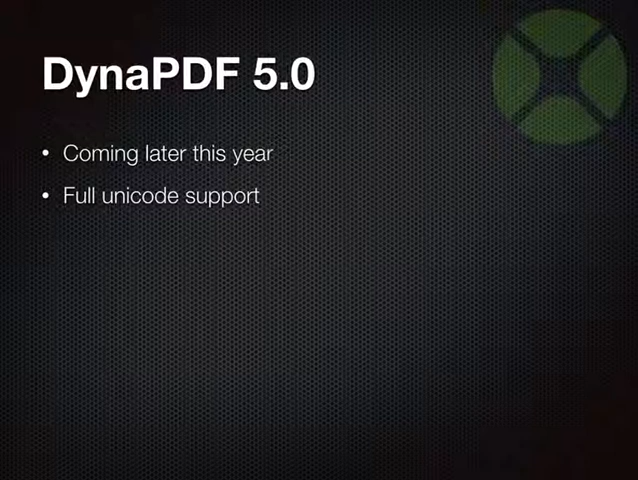 DynaPDF 5.0
• Coming later this year
• Full unicode support